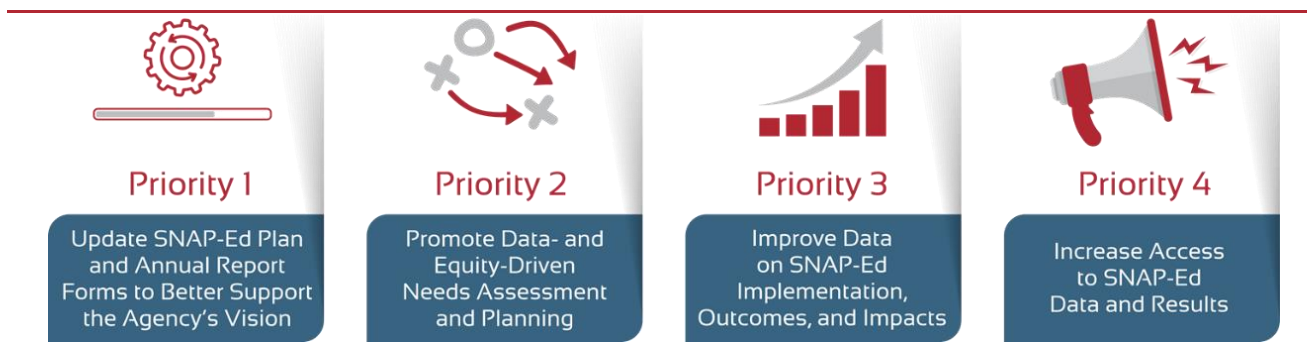 Priority 1
Update SNAP-Ed Plan
and Annual Report
Forms to Better Support
the Agency's Vision
Priority 2
Promote Data- and
Equity-Driven
Needs Assessment
and Planning
Priority 3
Improve Data
on SNAP-Ed
Implementation,
Outcomes, and Impacts
Priority 4
Increase Access
to SNAP-Ed
Data and Results